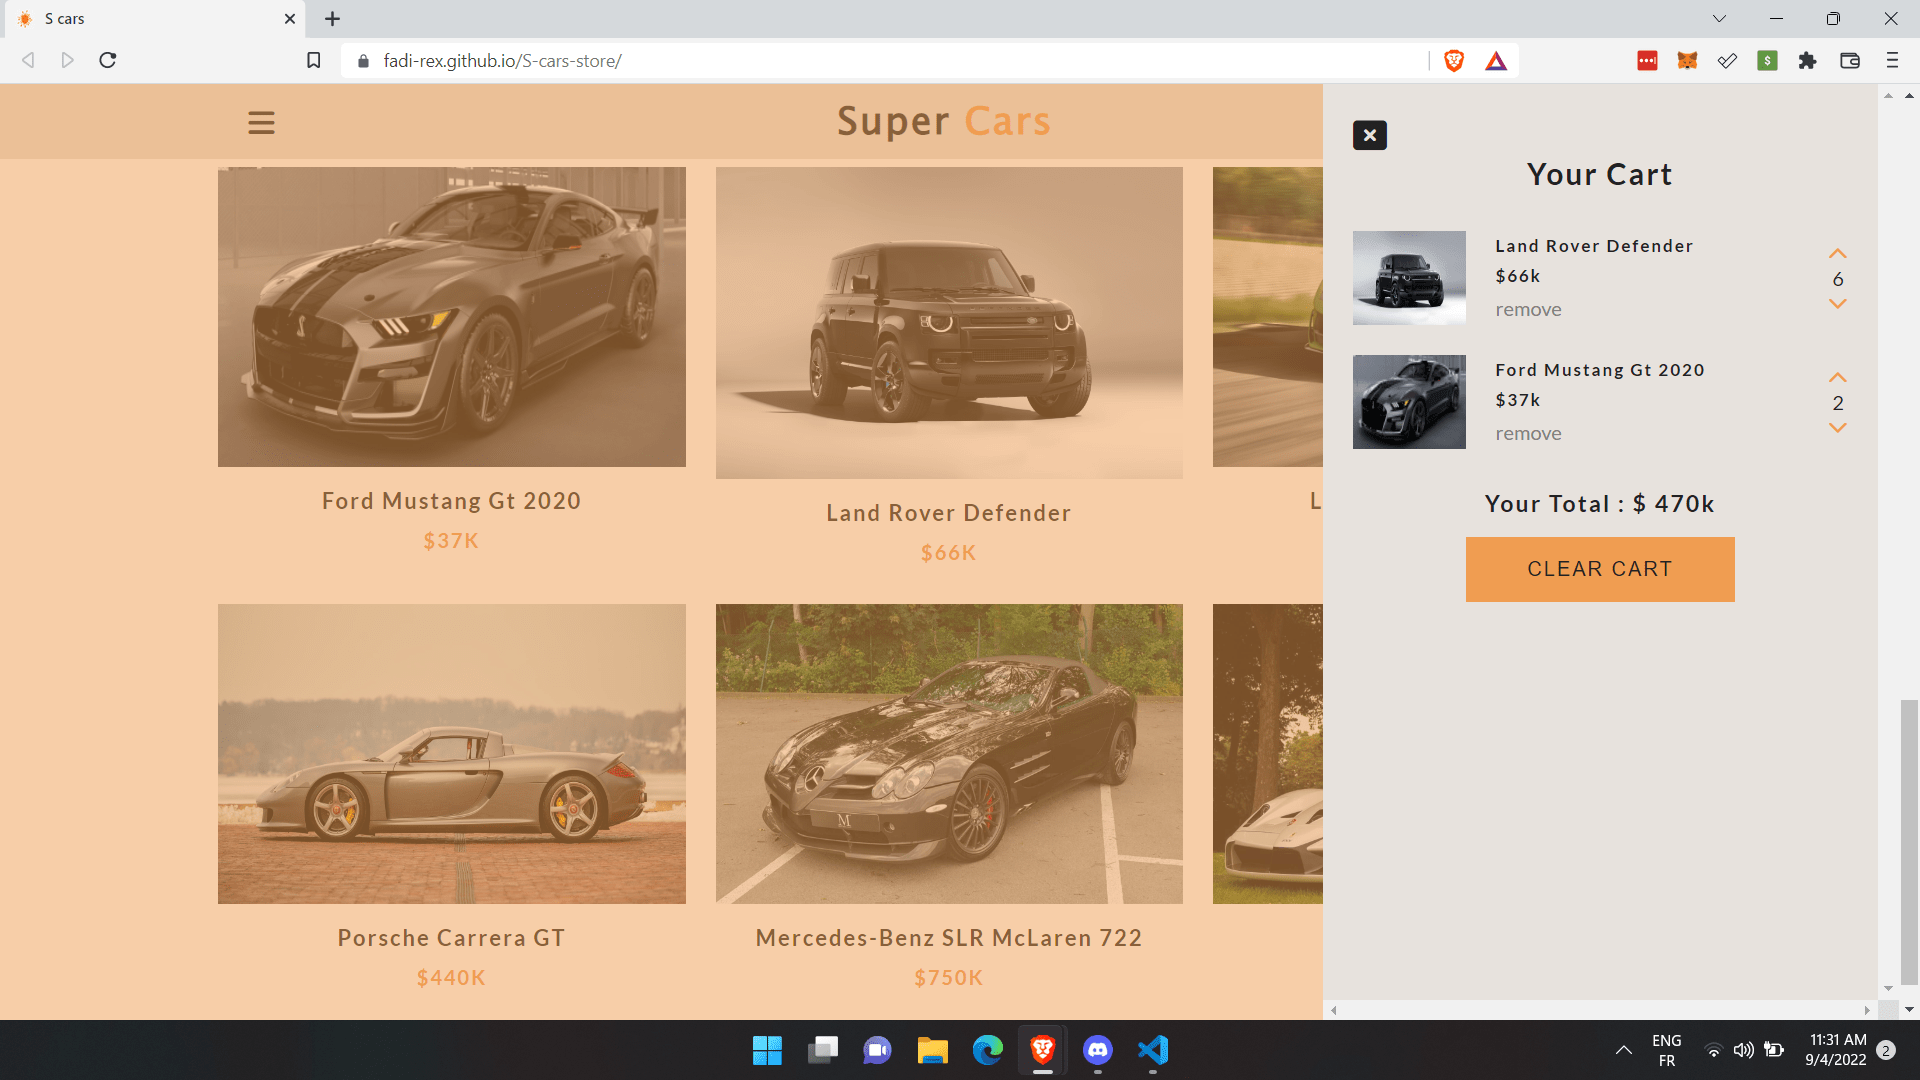 S cars
fadi-rex.github.io/S-cars-store/
Super Cars
Ford Mustang Gt 2020
$37K
Land Rover Defender
$66K
L
Porsche Carrera GT
$440K
M
Mercedes-Benz SLR McLaren 722
$750K
Your Cart
Land Rover Defender
$66k
remove
6
Ford Mustang Gt 2020
$37k
remove
2
Your Total : $ 470k
CLEAR CART
ENG
FR
11:31 AM
9/4/2022
2